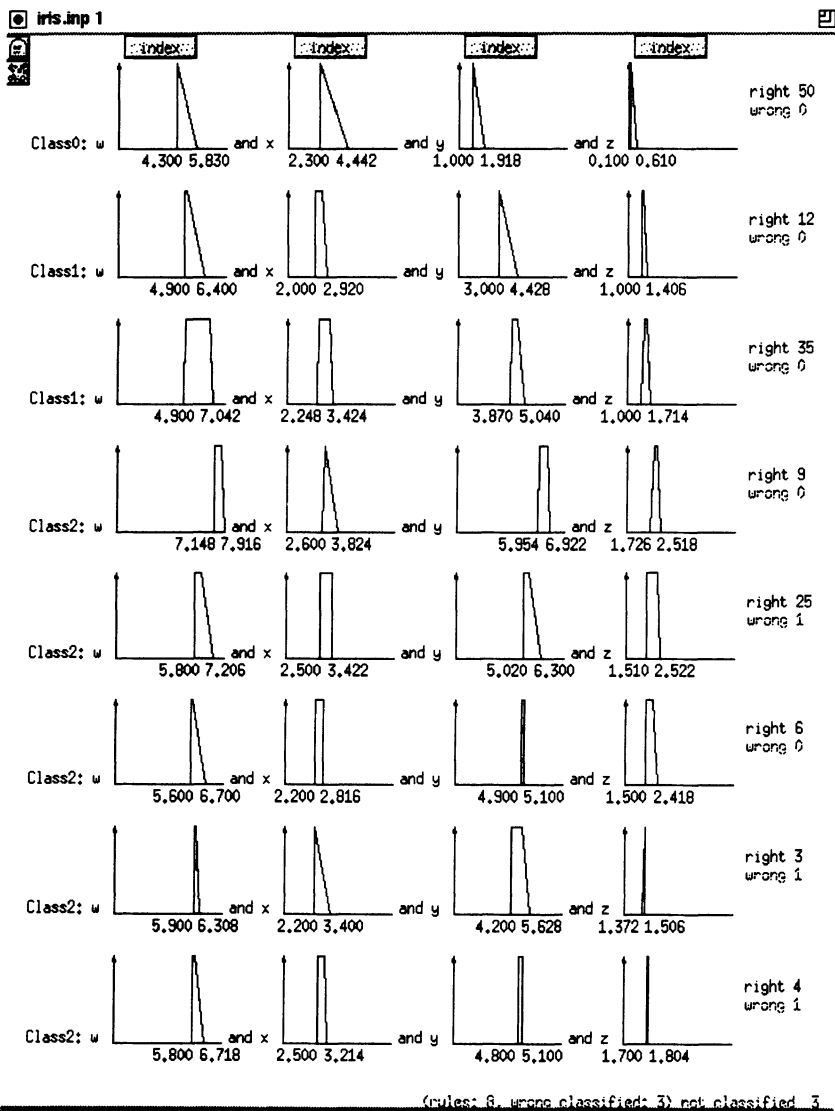 iris.inp 1
index index index index
right 50
wrong 0
Class0: w and x and y and z
4.300 5.830 2.300 4.442 1.000 1.918 0.100 0.610
right 12
wrong 0
Class1: w and x and y and z
4.900 6.400 2.000 2.920 3.000 4.428 1.000 1.406
right 35
wrong 0
Class1: w and x and y and z
4.900 7.042 2.248 3.424 3.870 5.040 1.000 1.714
right 9
wrong 0
Class2: w and x and y and z
7.148 7.916 2.600 3.824 5.954 6.922 1.726 2.518
right 25
wrong 1
Class2: w and x and y and z
5.800 7.206 2.500 3.422 5.020 6.300 1.510 2.522
right 6
wrong 0
Class2: w and x and y and z
5.600 6.700 2.200 2.816 4.900 5.100 1.500 2.418
right 3
wrong 1
Class2: w and x and y and z
5.900 6.308 2.200 3.400 4.200 5.628 1.372 1.506
right 4
wrong 1
Class2: w and x and y and z
5.800 6.718 2.500 3.214 4.800 5.100 1.700 1.804
(rules: 8, wrong classified: 3) not classified 3